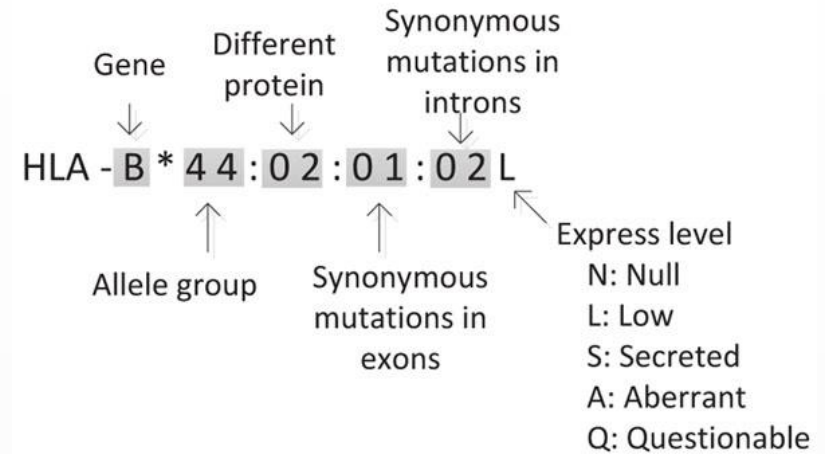 Gene
Different
protein
Synonymous
mutations in
introns
HLA - B * 44:02:01:02 L
Allele group
Synonymous
mutations in
exons
Express level
N: Null
L: Low
S: Secreted
A: Aberrant
Q: Questionable